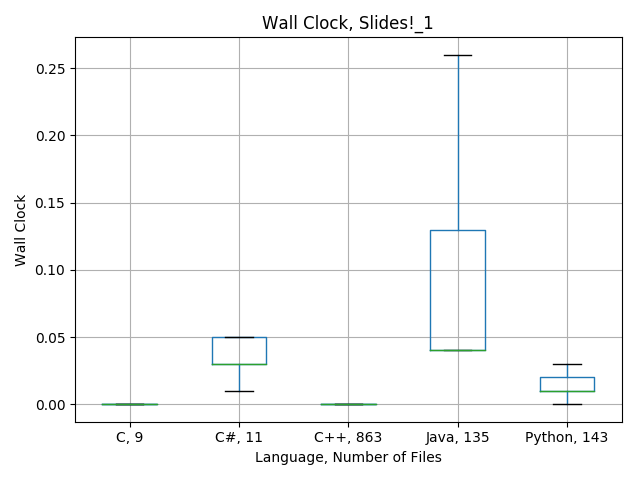 Wall Clock, Slides!_1
Wall Clock
0.25
0.20
0.15
0.10
0.05
0.00
C, 9
C#, 11
C++, 863
Java, 135
Python, 143
Language, Number of Files